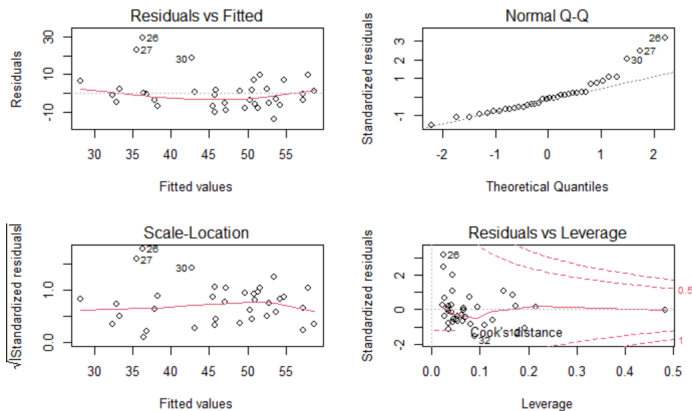 Residuals vs Fitted
Residuals
30
10
-10
26
27
30
30 35 40 45 50 55
Fitted values
Normal Q-Q
Standardized residuals
3
2
1
-1
26
27
30
-2 -1 0 1 2
Theoretical Quantiles
Scale-Location
√|Standardized residuals|
1.0
0.0
26
27
30
30 35 40 45 50 55
Fitted values
Residuals vs Leverage
Standardized residuals
2
0
-2
26
0.5
1
Cook's distance
32
0.0 0.1 0.2 0.3 0.4 0.5
Leverage